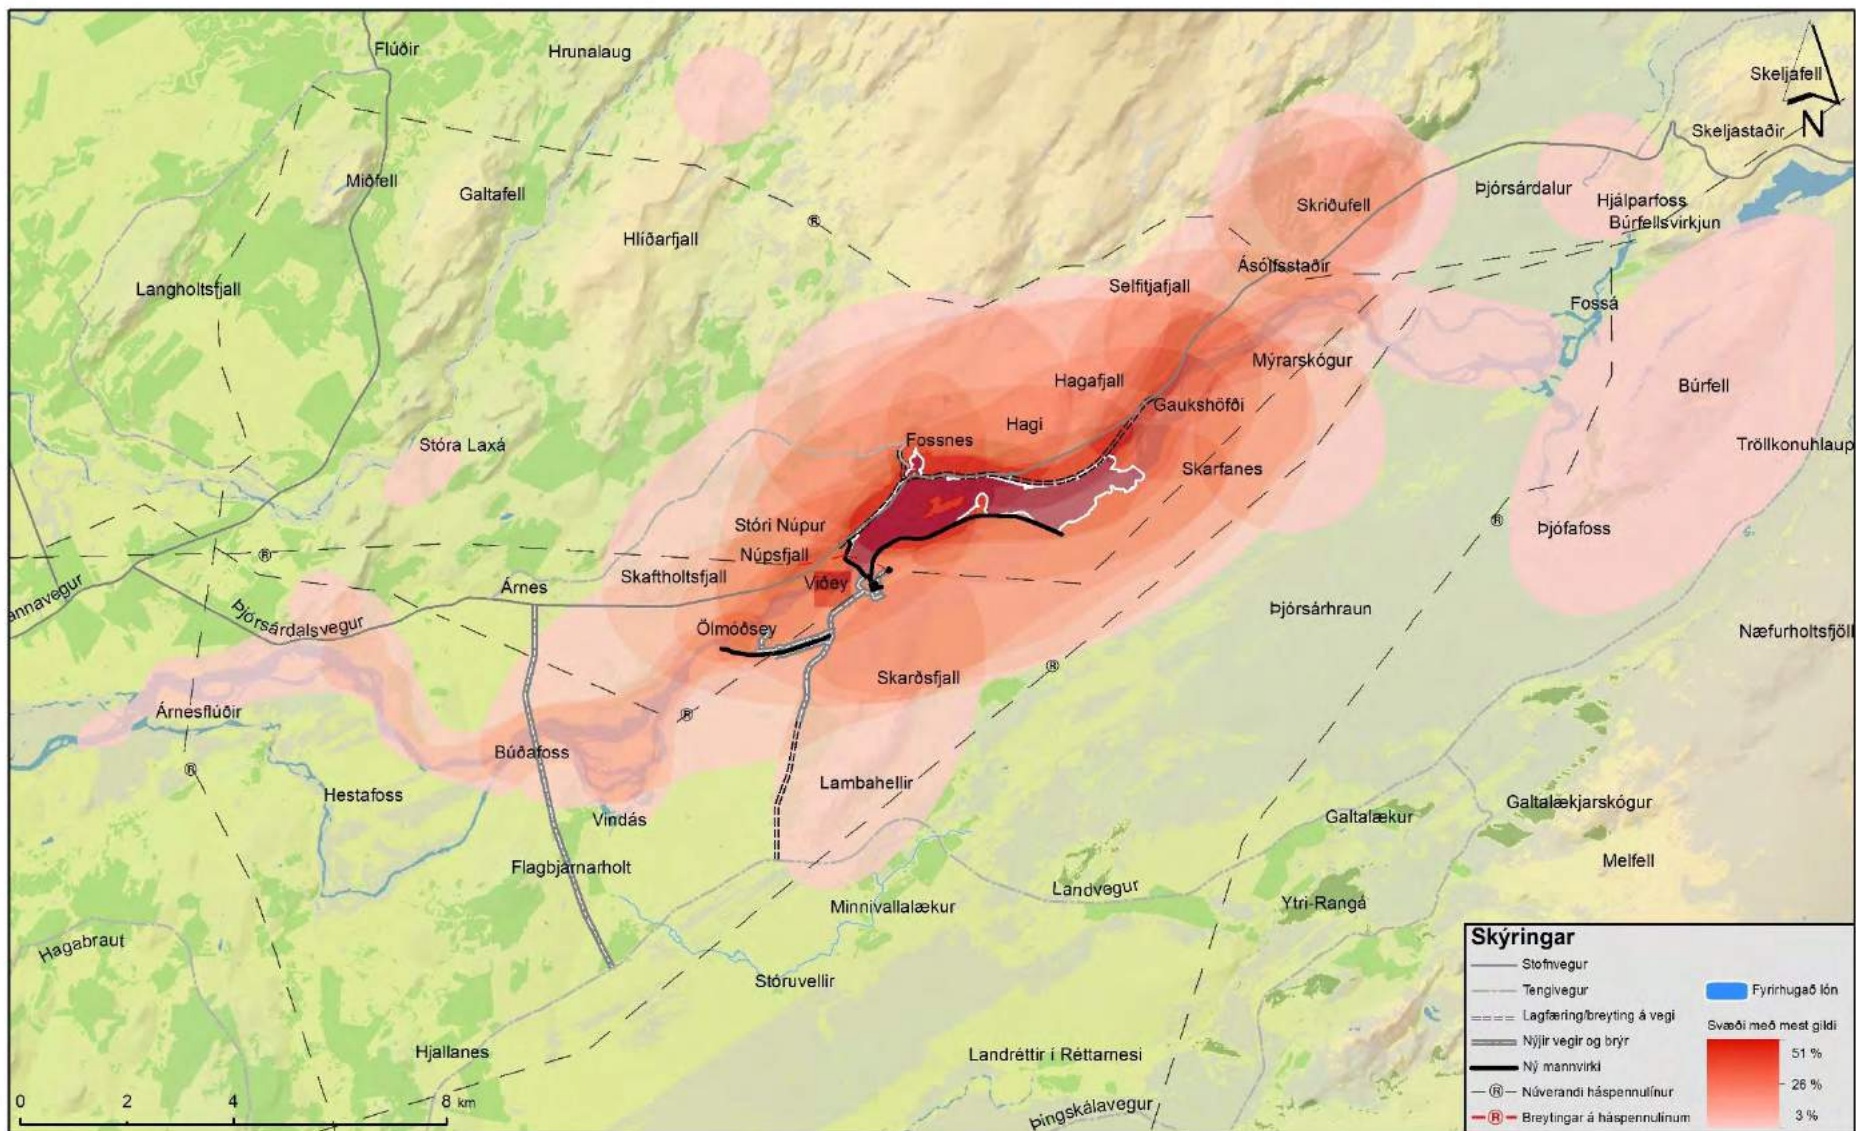 Flúðir
Hrunalaug
Skeljafell
N
Skeljastaðir
Miðfell
Galtafell
Þjórsárdalur
Hjálparfoss
Skriðufell
Búrfellsvirkjun
Hlíðarfjall
®
Ásólfsstaðir
Langholtsfjall
Selfitjafjall
Fossá
Mýrarskógur
Hagafjall
Búrfell
Gaukshöfði
Hagi
Fossnes
Stóra Laxá
Tröllkonuhlaup
Skarfanes
Stóri Núpur
®
Þjófafoss
Núpsfjall
®
Skaftholtsfjall
Viðey
Árnes
annavegur
Þjórsárdalsvegur
Þjórsárhraun
Ölmóðsey
Næfurholtsfjöll
®
Skarðsfjall
Árnesflúðir
®
Búðafoss
®
Lambahellir
Hestafoss
Galtalækjarskógur
Vindás
Galtalækur
Melfell
Flagbjarnarholt
Landvegur
Ytri-Rangá
Minnivallalækur
Hagabraut
Stóruvellir
Hjallanes
Landréttir í Réttarnesi
Þingskálavegur
0 2 4 8 km
Skýringar
Stofnvegur
Tengivegur
Lagfæring/breyting á vegi
Nýjir vegir og brýr
Ný mannvirki
® Núverandi háspennulínur
® Breytingar á háspennulínum
Fyrirhugað lón
Svæði með mest gildi
51 %
26 %
3 %